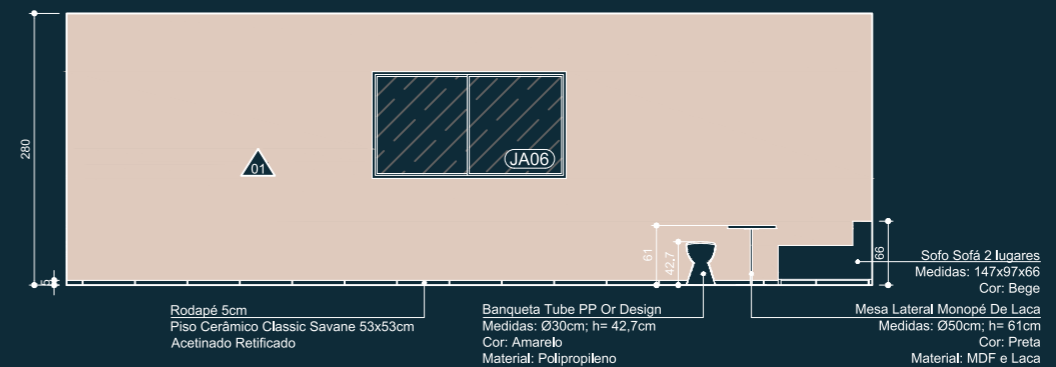 280
5
01
JA06
61
42,7
66
Sofo Sofá 2 lugares
Medidas: 147x97x66
Cor: Bege
Rodapé 5cm
Piso Cerâmico Classic Savane 53x53cm
Acetinado Retificado
Banqueta Tube PP Or Design
Medidas: Ø30cm; h= 42,7cm
Cor: Amarelo
Material: Polipropileno
Mesa Lateral Monopé De Laca
Medidas: Ø50cm; h= 61cm
Cor: Preta
Material: MDF e Laca